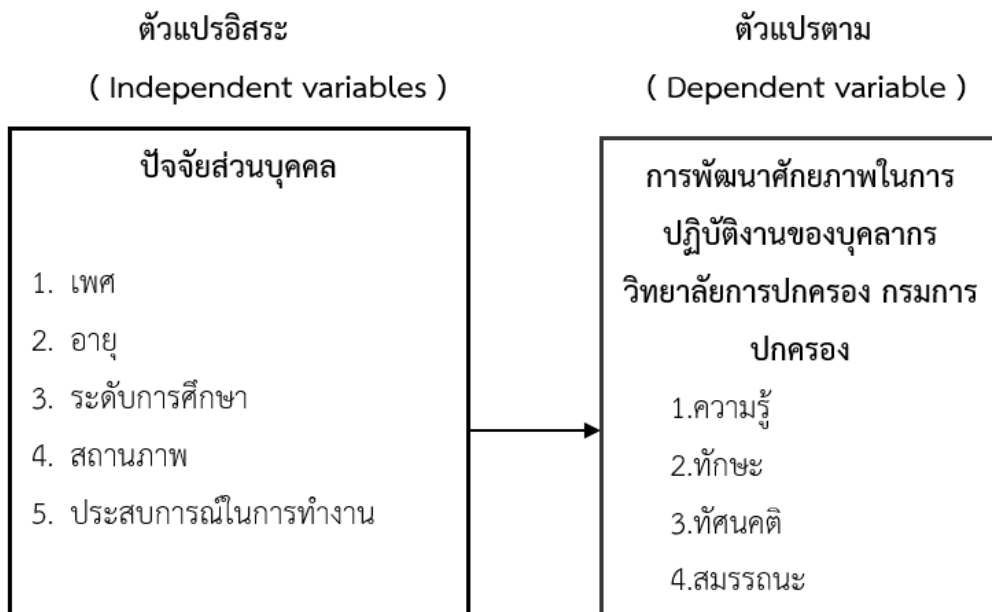 ตัวแปรอิสระ
( Independent variables )
ปัจจัยส่วนบุคคล
1. เพศ
2. อายุ
3. ระดับการศึกษา
4. สถานภาพ
5. ประสบการณ์ในการทำงาน
ตัวแปรตาม
( Dependent variable )
การพัฒนาศักยภาพในการ
ปฏิบัติงานของบุคลากร
วิทยาลัยการปกครอง กรมการ
ปกครอง
1.ความรู้
2.ทักษะ
3.ทัศนคติ
4.สมรรถนะ